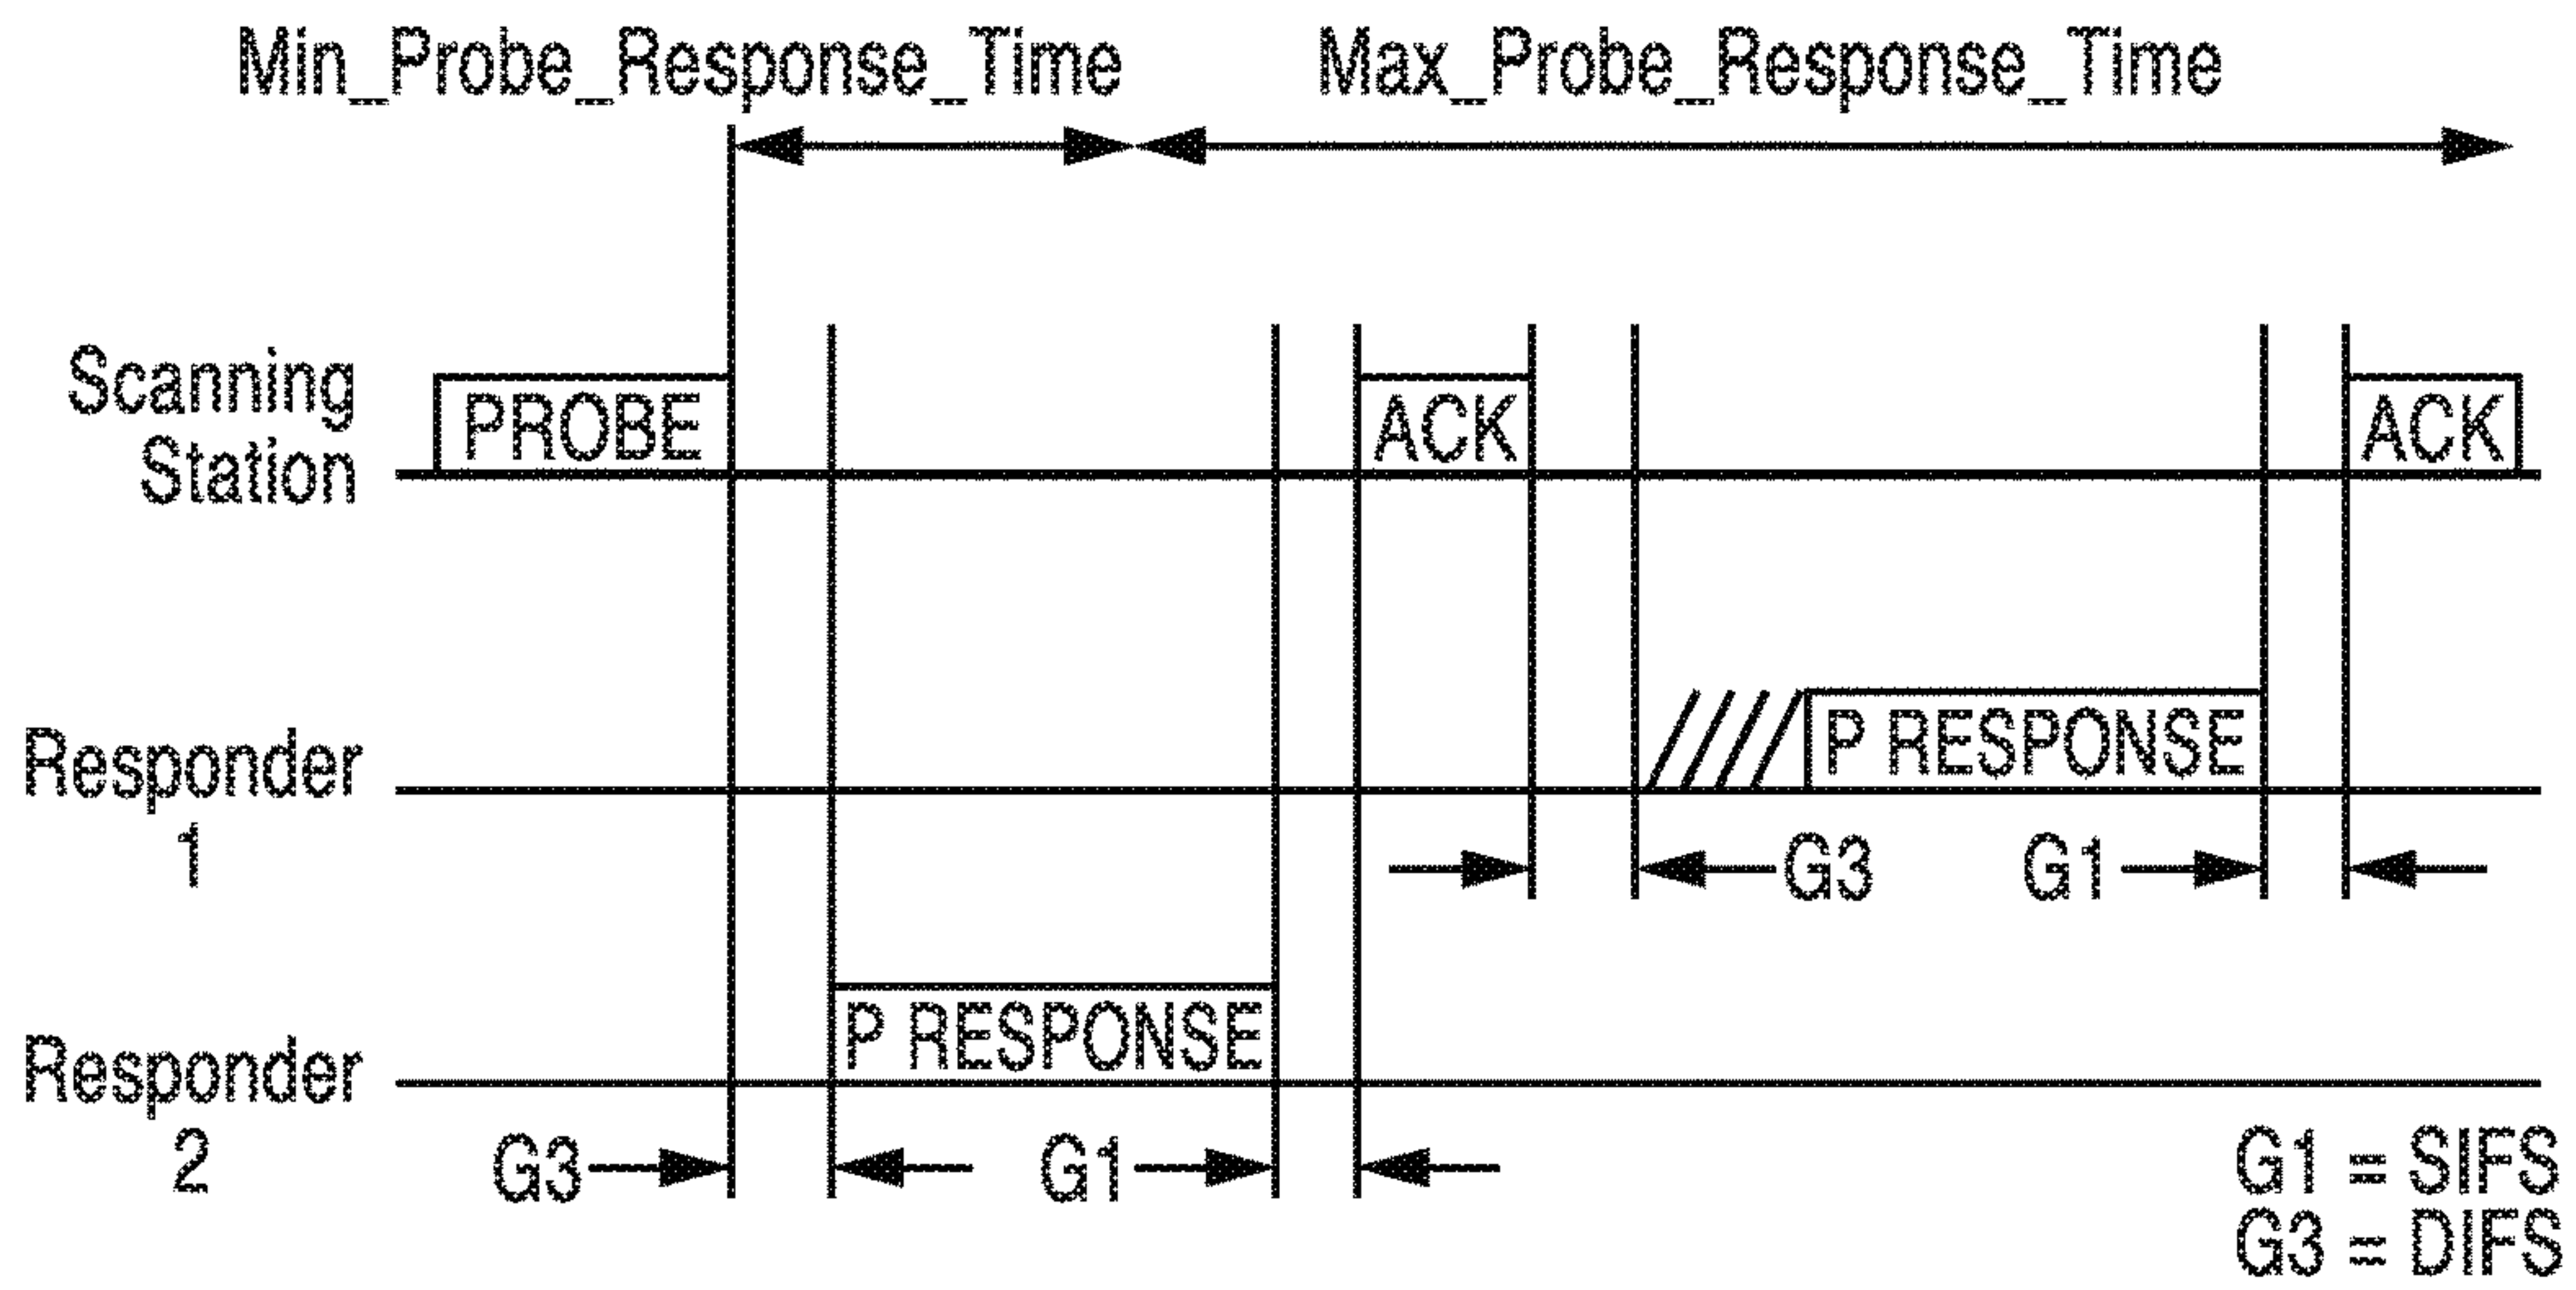 Min_Probe_Response_Time Max_Probe_Response_Time
Scanning
Station
PROBE
ACK
ACK
Responder
1
P RESPONSE
G3
G1
Responder
2
P RESPONSE
G3
G1
G1 = SIFS
G3 = DIFS